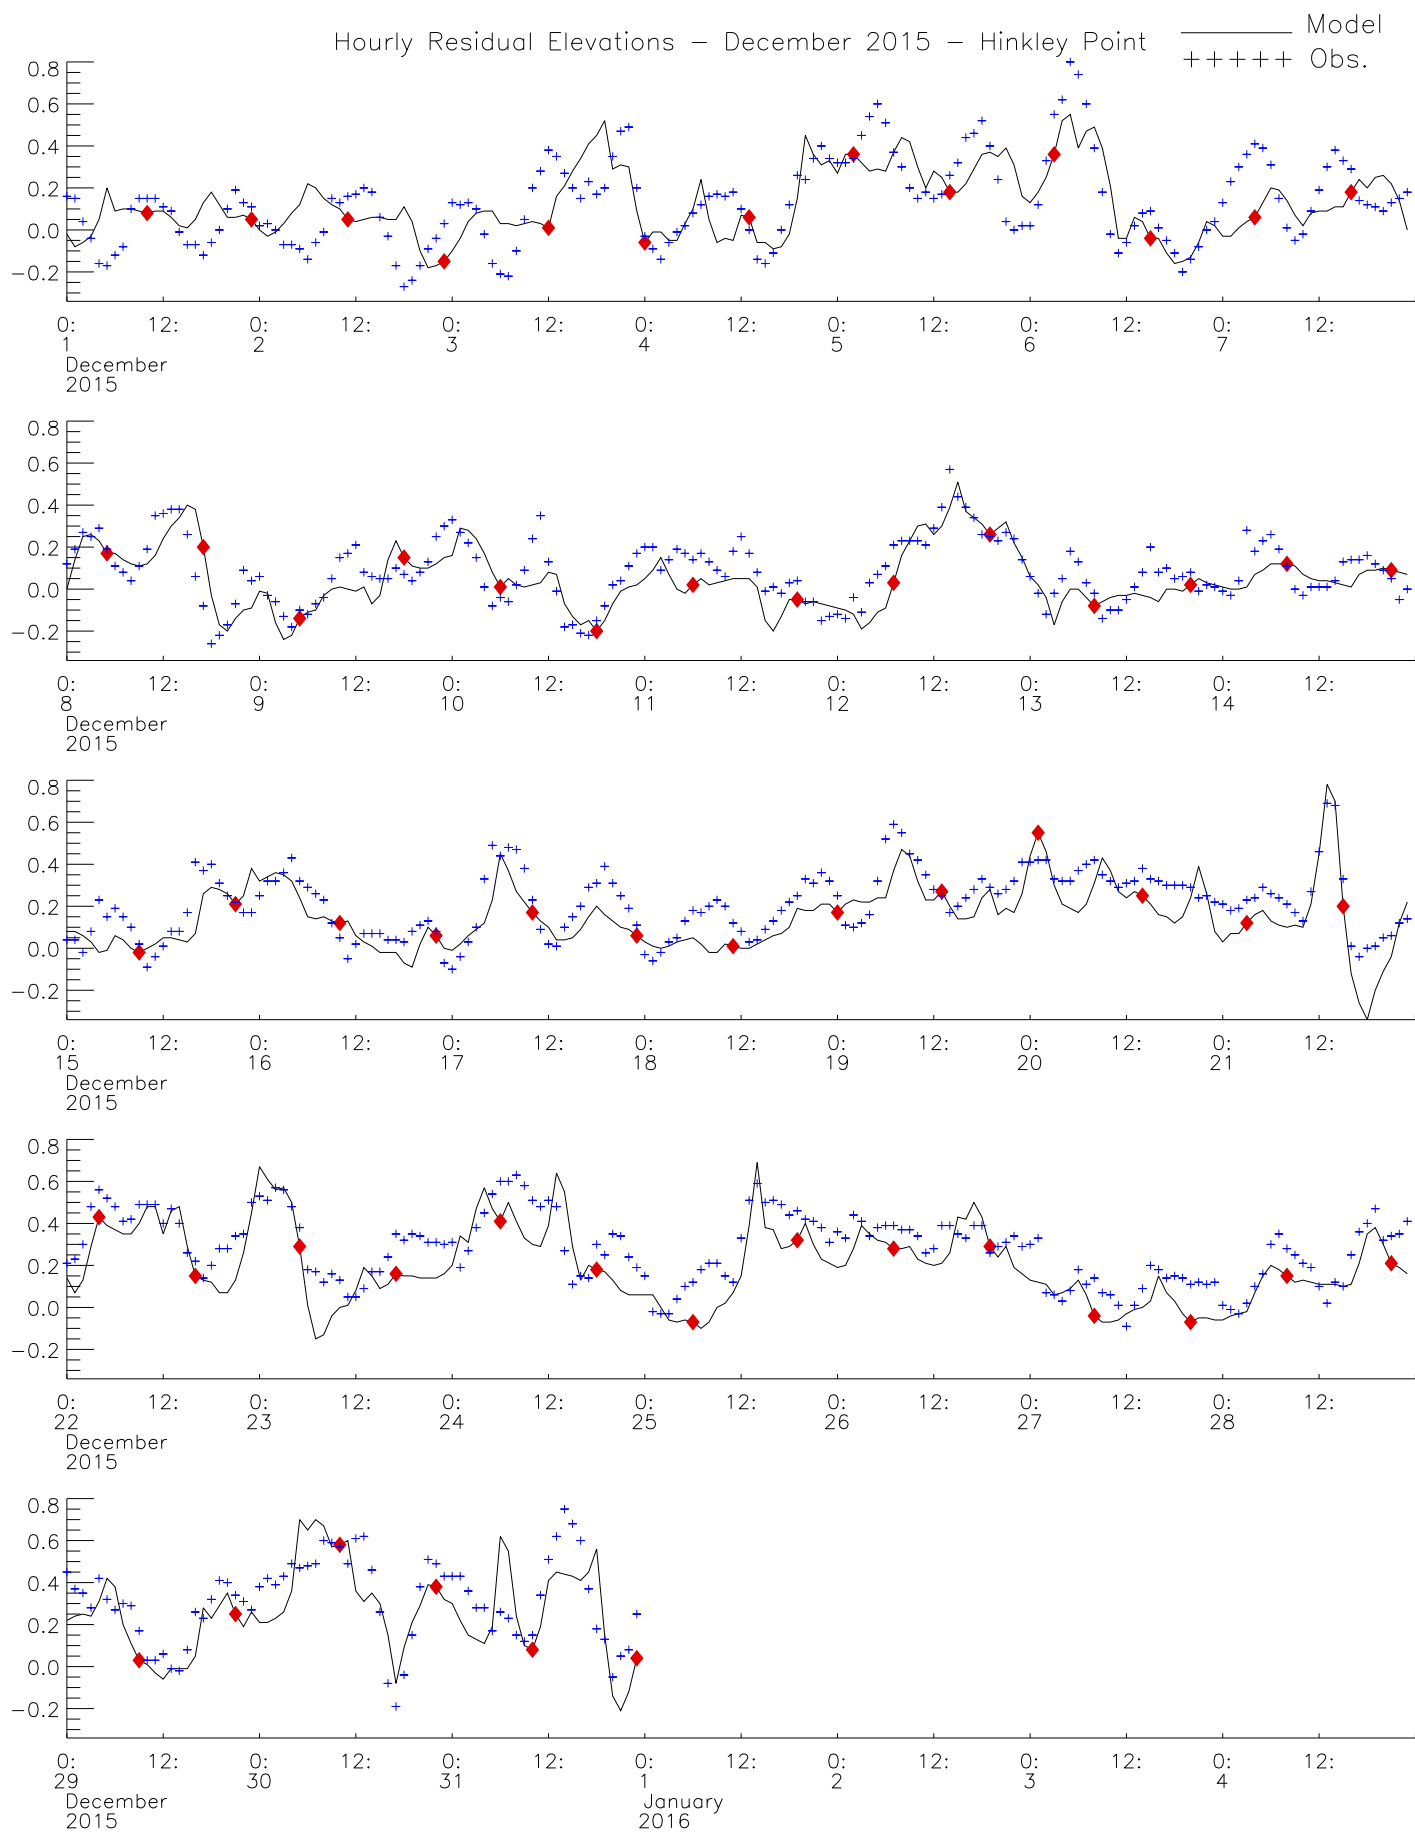 Hourly Residual Elevations – December 2015 – Hinkley Point
Model
+++++ Obs.
0.8
0.6
0.4
0.2
0.0
−0.2
0: 12: 0: 12: 0: 12: 0: 12: 0: 12: 0: 12: 0: 12:
1 2 3 4 5 6 7
December
2015
0.8
0.6
0.4
0.2
0.0
−0.2
0: 12: 0: 12: 0: 12: 0: 12: 0: 12: 0: 12: 0: 12:
8 9 10 11 12 13 14
December
2015
0.8
0.6
0.4
0.2
0.0
−0.2
0: 12: 0: 12: 0: 12: 0: 12: 0: 12: 0: 12: 0: 12:
15 16 17 18 19 20 21
December
2015
0.8
0.6
0.4
0.2
0.0
−0.2
0: 12: 0: 12: 0: 12: 0: 12: 0: 12: 0: 12: 0: 12:
22 23 24 25 26 27 28
December
2015
0.8
0.6
0.4
0.2
0.0
−0.2
0: 12: 0: 12: 0: 12: 0: 12: 0: 12: 0: 12: 0: 12:
29 30 31 1 2 3 4
December January
2015 2016